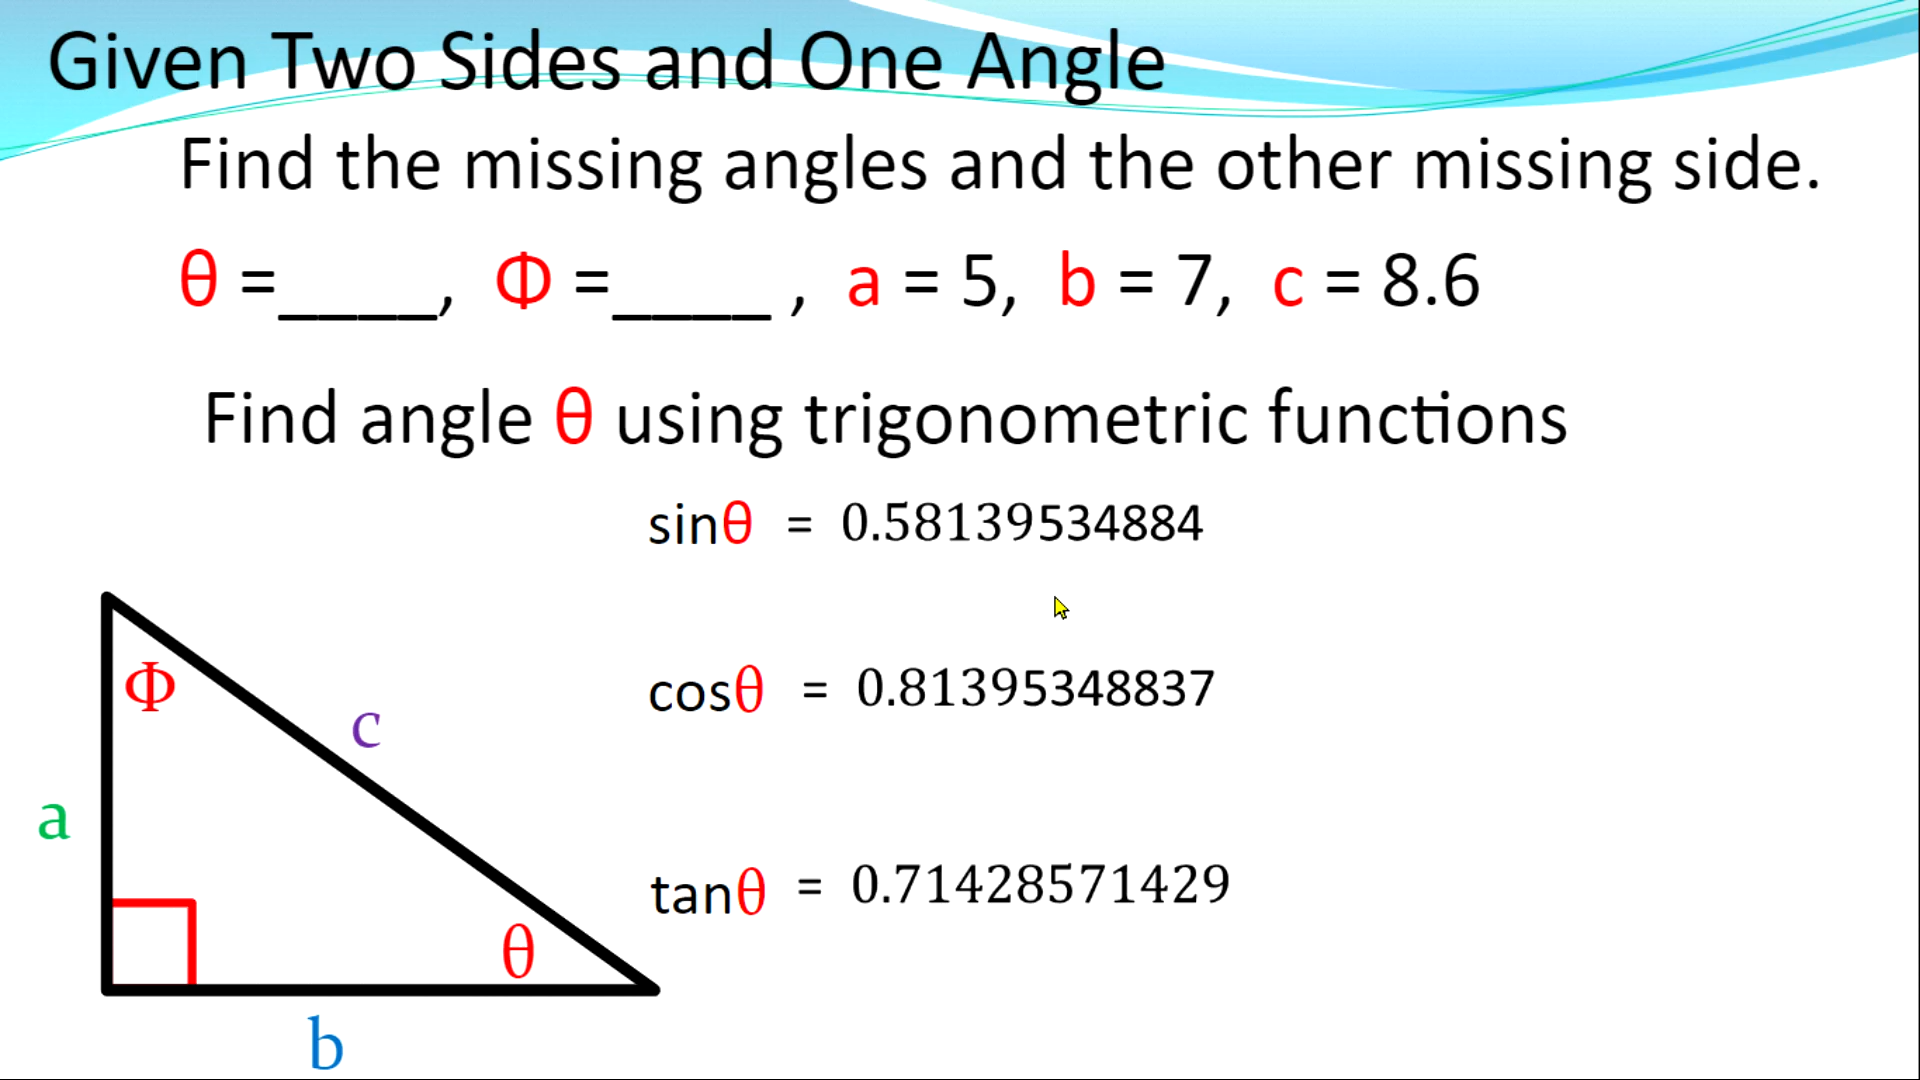 Given Two Sides and One Angle
Find the missing angles and the other missing side.
θ =____, Φ =____ , a = 5, b = 7, c = 8.6
Find angle θ using trigonometric functions
sinθ = 0.58139534884
cosθ = 0.81395348837
tanθ = 0.71428571429
Φ
c
a
θ
b